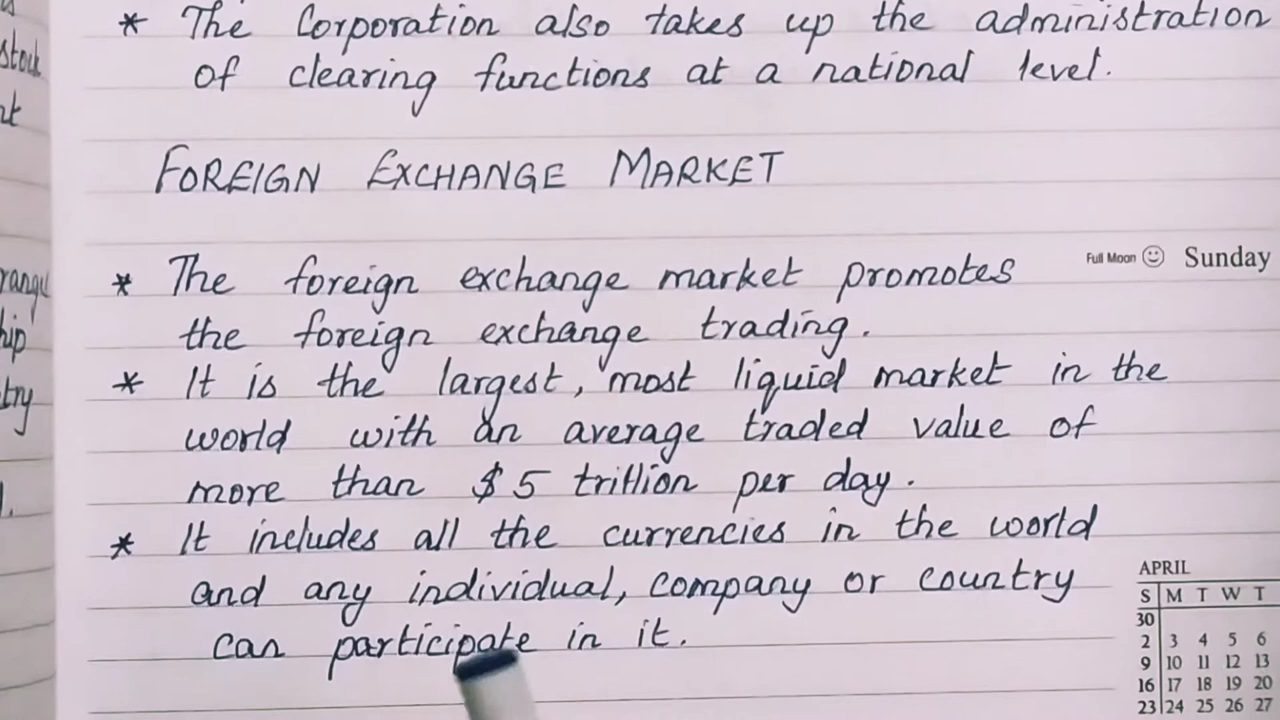 * The Corporation also takes up the administration
of clearing functions at a national level.
stock
FOREIGN EXCHANGE MARKET
* The foreign exchange market promotes
Full Moon Sunday
the foreign exchange trading.
* It is the largest, most liquid market in the
world with an average traded value of
more than $5 trillion per day.
* It includes all the currencies in the world
and any individual, company or country
can participate in it.
APRIL
S M T W T
30
2 3 4 5 6
9 10 11 12 13
16 17 18 19 20
23 24 25 26 27